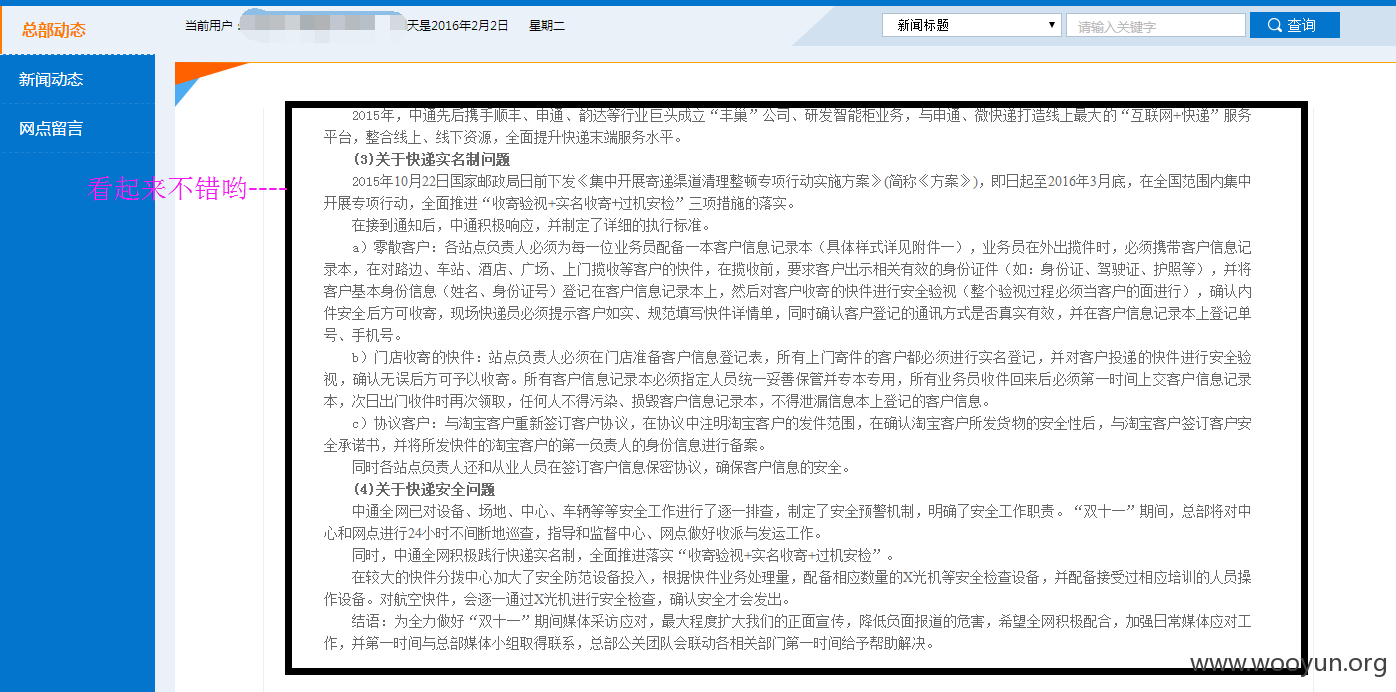 总部动态
当前用户：
天是2016年2月2日 星期二
新闻标题
请输入关键字
查询
新闻动态
网点留言
看起来不错哟----
2015年，中通先后携手顺丰、申通、韵达等行业巨头成立“丰巢”公司、研发智能柜业务，与申通、微快递打造线上最大的“互联网+快递”服务
平台，整合线上、线下资源，全面提升快递末端服务水平。
(3)关于快递实名制问题
2015年10月22日国家邮政局日前下发《集中开展寄递渠道清理整顿专项行动实施方案》(简称《方案》)，即日起至2016年3月底，在全国范围内集中
开展专项行动，全面推进“收寄验视+实名收寄+过机安检”三项措施的落实。
在接到通知后，中通积极响应，并制定了详细的执行标准。
a）零散客户：各站点负责人必须为每一位业务员配备一本客户信息记录本（具体样式详见附件一），业务员在外出揽件时，必须携带客户信息记
录本，在对路边、车站、酒店、广场、上门揽收等客户的快件，在揽收前，要求客户出示相关有效的身份证件（如：身份证、驾驶证、护照等），并将
客户基本身份信息（姓名、身份证号）登记在客户信息记录本上，然后对客户收寄的快件进行安全验视（整个验视过程必须当客户的面进行），确认内
件安全后方可收寄，现场快递员必须提示客户如实、规范填写快件详情单，同时确认客户登记的通讯方式是否真实有效，并在客户信息记录本上登记单
号、手机号。
b）门店收寄的快件：站点负责人必须在门店准备客户信息登记表，所有上门寄件的客户都必须进行实名登记，并对客户投递的快件进行安全验
视，确认无误后方可予以收寄。所有客户信息记录本必须指定人员统一妥善保管并专本专用，所有业务员收件回来后必须第一时间上交客户信息记录
本，次日出门收件时再次领取，任何人不得污染、损毁客户信息记录本，不得泄漏信息本上登记的客户信息。
c）协议客户：与淘宝客户重新签订客户协议，在协议中注明淘宝客户的发件范围，在确认淘宝客户所发货物的安全性后，与淘宝客户签订客户安
全承诺书，并将所发快件的淘宝客户的第一负责人的身份信息进行备案。
同时各站点负责人还和从业人员在签订客户信息保密协议，确保客户信息的安全。
(4)关于快递安全问题
中通全网已对设备、场地、中心、车辆等等安全工作进行了逐一排查，制定了安全预警机制，明确了安全工作职责。“双十一”期间，总部将对中
心和网点进行24小时不间断地巡查，指导和监督中心、网点做好收派与发运工作。
同时，中通全网积极践行快递实名制，全面推进落实“收寄验视+实名收寄+过机安检”。
在较大的快件分拨中心加大了安全防范设备投入，根据快件业务处理量，配备相应数量的X光机等安全检查设备，并配备接受过相应培训的人员操
作设备。对航空快件，会逐一通过X光机进行安全检查，确认安全才会发出。
结语：为全力做好“双十一”期间媒体采访应对，最大程度扩大我们的正面宣传，降低负面报道的危害，希望全网积极配合，加强日常媒体应对工
作，并第一时间与总部媒体小组取得联系，总部公关团队会联动各相关部门第一时间给予帮助解决。
www.wooyun.org